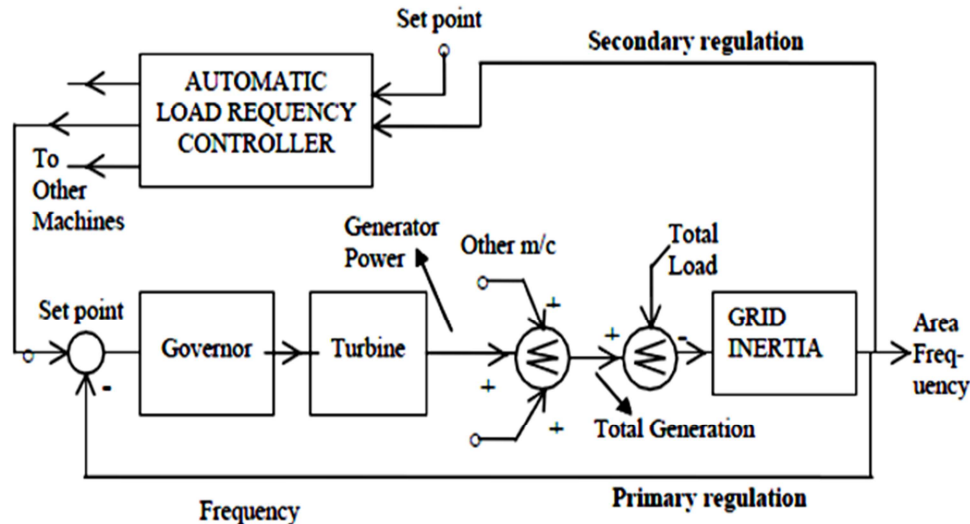 Set point
Secondary regulation
AUTOMATIC
LOAD REQUENCY
CONTROLLER
To
Other
Machines
Generator
Power
Other m/c
Total
Load
Set point
Governor
Turbine
+
+
+
+
-
GRID
INERTIA
Area
Freq-
uency
-
Total Generation
Primary regulation
Frequency